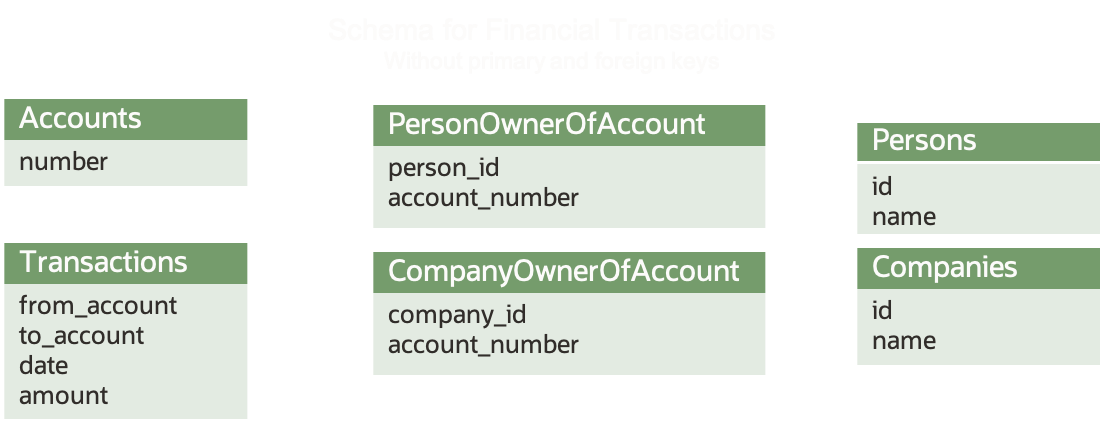 Schema for Financial Transactions
Without primary and foreign keys
Accounts
number
Transactions
from_account
to_account
date
amount
PersonOwnerOfAccount
person_id
account_number
CompanyOwnerOfAccount
company_id
account_number
Persons
id
name
Companies
id
name